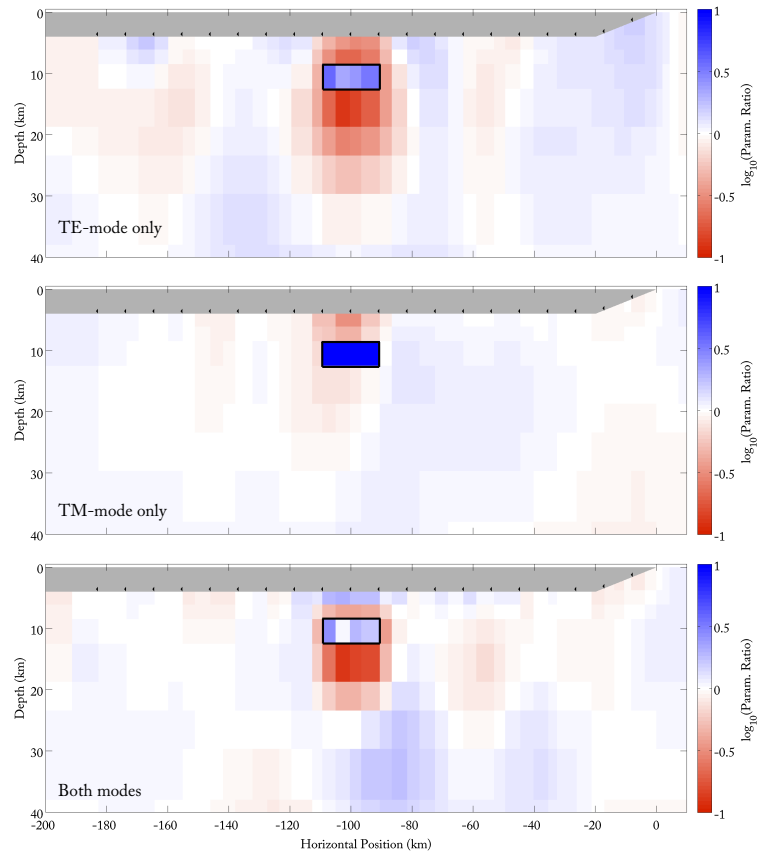 0
10
20
30
40
Depth (km)
TE-mode only
1
0.5
0
-0.5
-1
log10(Param. Ratio)
0
10
20
30
40
Depth (km)
TM-mode only
1
0.5
0
-0.5
-1
log10(Param. Ratio)
0
10
20
30
40
Depth (km)
Both modes
1
0.5
0
-0.5
-1
log10(Param. Ratio)
-200 -180 -160 -140 -120 -100 -80 -60 -40 -20 0
Horizontal Position (km)